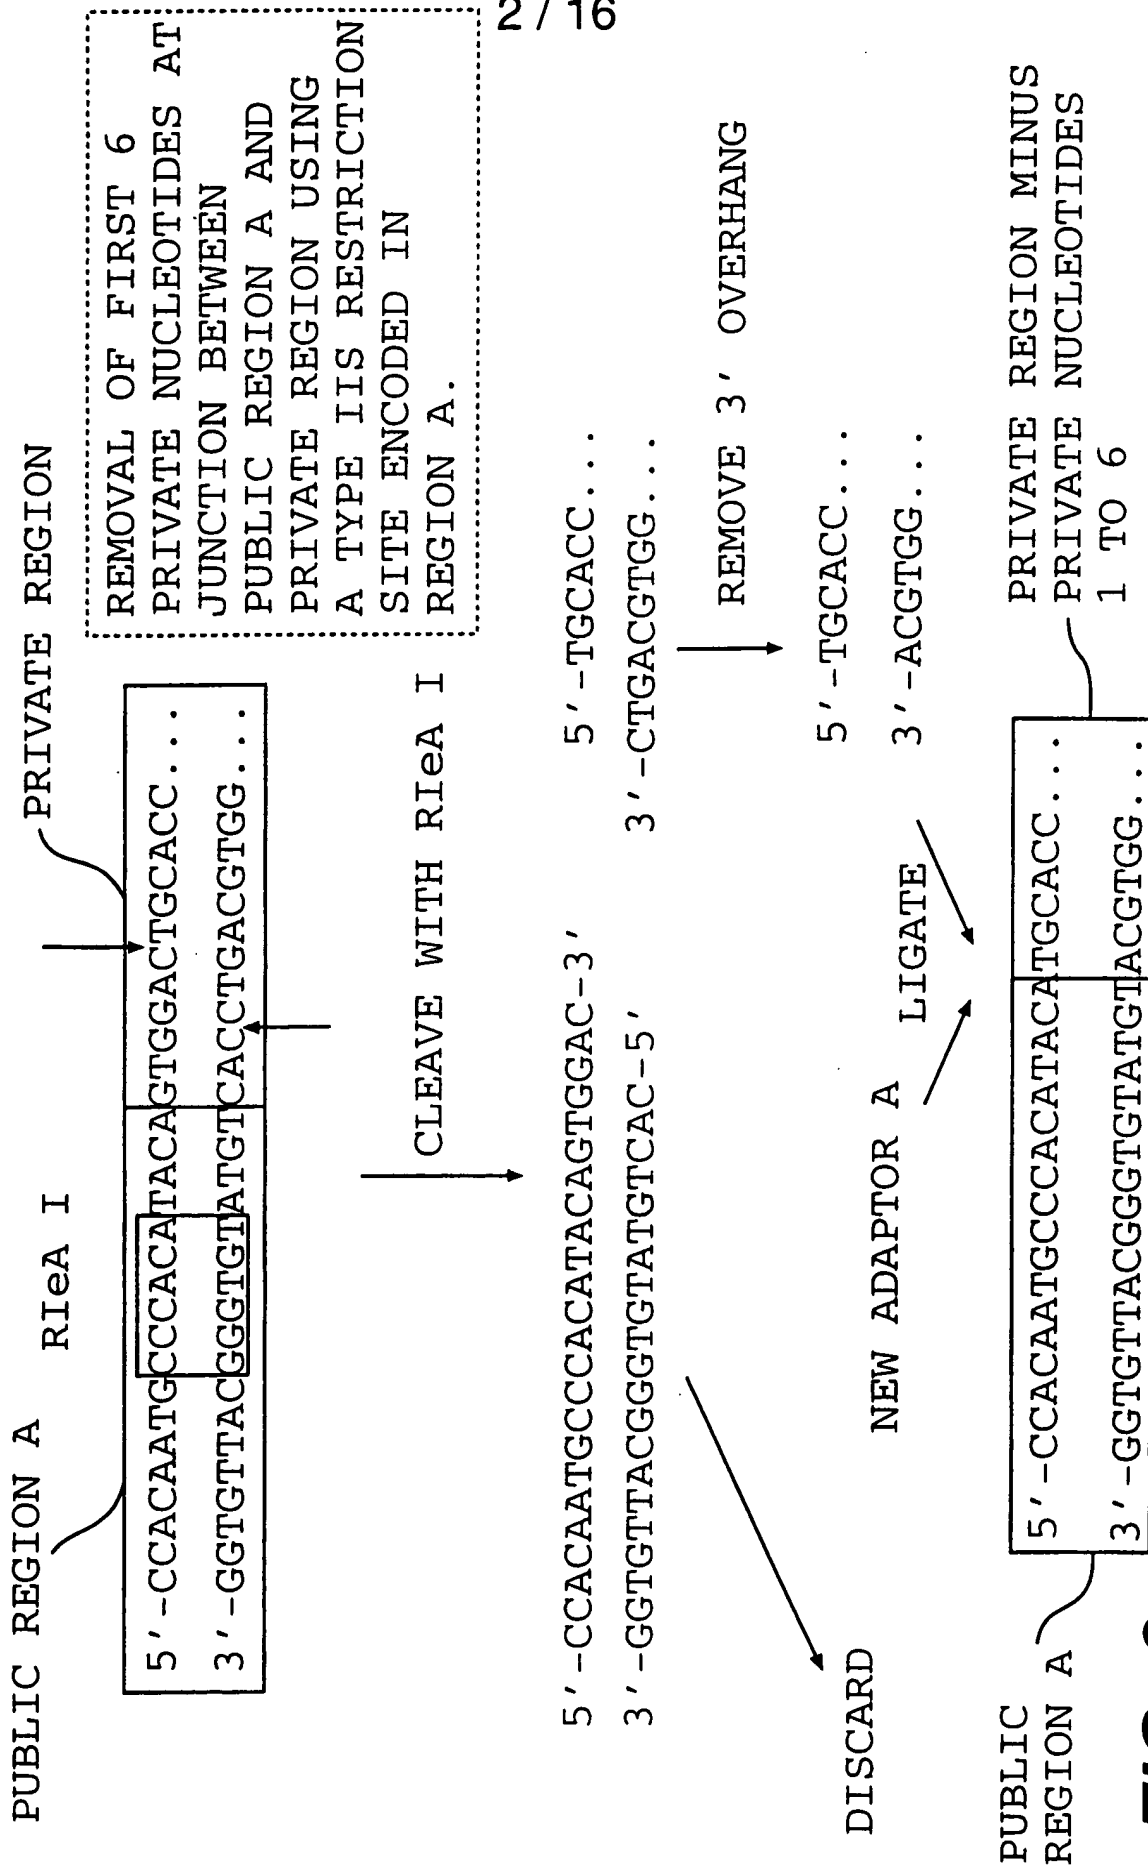 2 / 16
PUBLIC REGION A
RIeA I
PRIVATE REGION
5'-CCACAATGCCCACATACAGTGGACTGCACC....
3'-GGTGTTACGGGTGTATGTCACCTGACGTGG...
REMOVAL OF FIRST 6
PRIVATE NUCLEOTIDES AT
JUNCTION BETWEEN
PUBLIC REGION A AND
PRIVATE REGION USING
A TYPE IIS RESTRICTION
SITE ENCODED IN
REGION A.
CLEAVE WITH RIeA I
5'-CCACAATGCCCACATACAGTGGAC-3'
3'-GGTGTTACGGGTGTATGTCAC-5'
5'-TGCACC....
3'-CTGACGTGG...
REMOVE 3' OVERHANG
DISCARD
5'-TGCACC....
3'-ACGTGG...
NEW ADAPTOR A
LIGATE
PUBLIC
REGION A
5'-CCACAATGCCCACATACATGCACC....
3'-GGTGTTACGGGTGTATGTACGTGG...
PRIVATE REGION MINUS
PRIVATE NUCLEOTIDES
1 TO 6